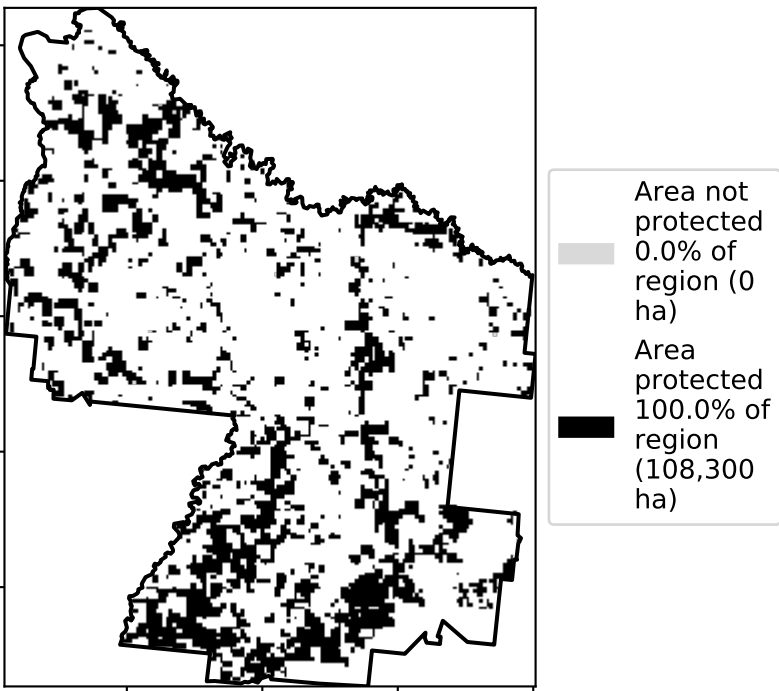 Area not
protected
0.0% of
region (0
ha)
Area
protected
100.0% of
region
(108,300
ha)